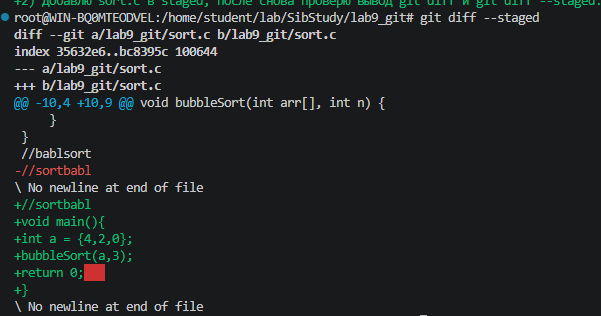 +2) добавлю sort.c в staged, после снова проверю вывод git diff и git diff --staged.
root@WIN-BQ0MTEODVEL:/home/student/lab/SibStudy/lab9_git# git diff --staged
diff --git a/lab9_git/sort.c b/lab9_git/sort.c
index 35632e6..bc8395c 100644
--- a/lab9_git/sort.c
+++ b/lab9_git/sort.c
@@ -10,4 +10,9 @@ void bubbleSort(int arr[], int n) {
     }
 }
 //bablsort
-//sortbabl
\ No newline at end of file
+//sortbabl
+void main(){
+int a = {4,2,0};
+bubbleSort(a,3);
+return 0;
+}
\ No newline at end of file